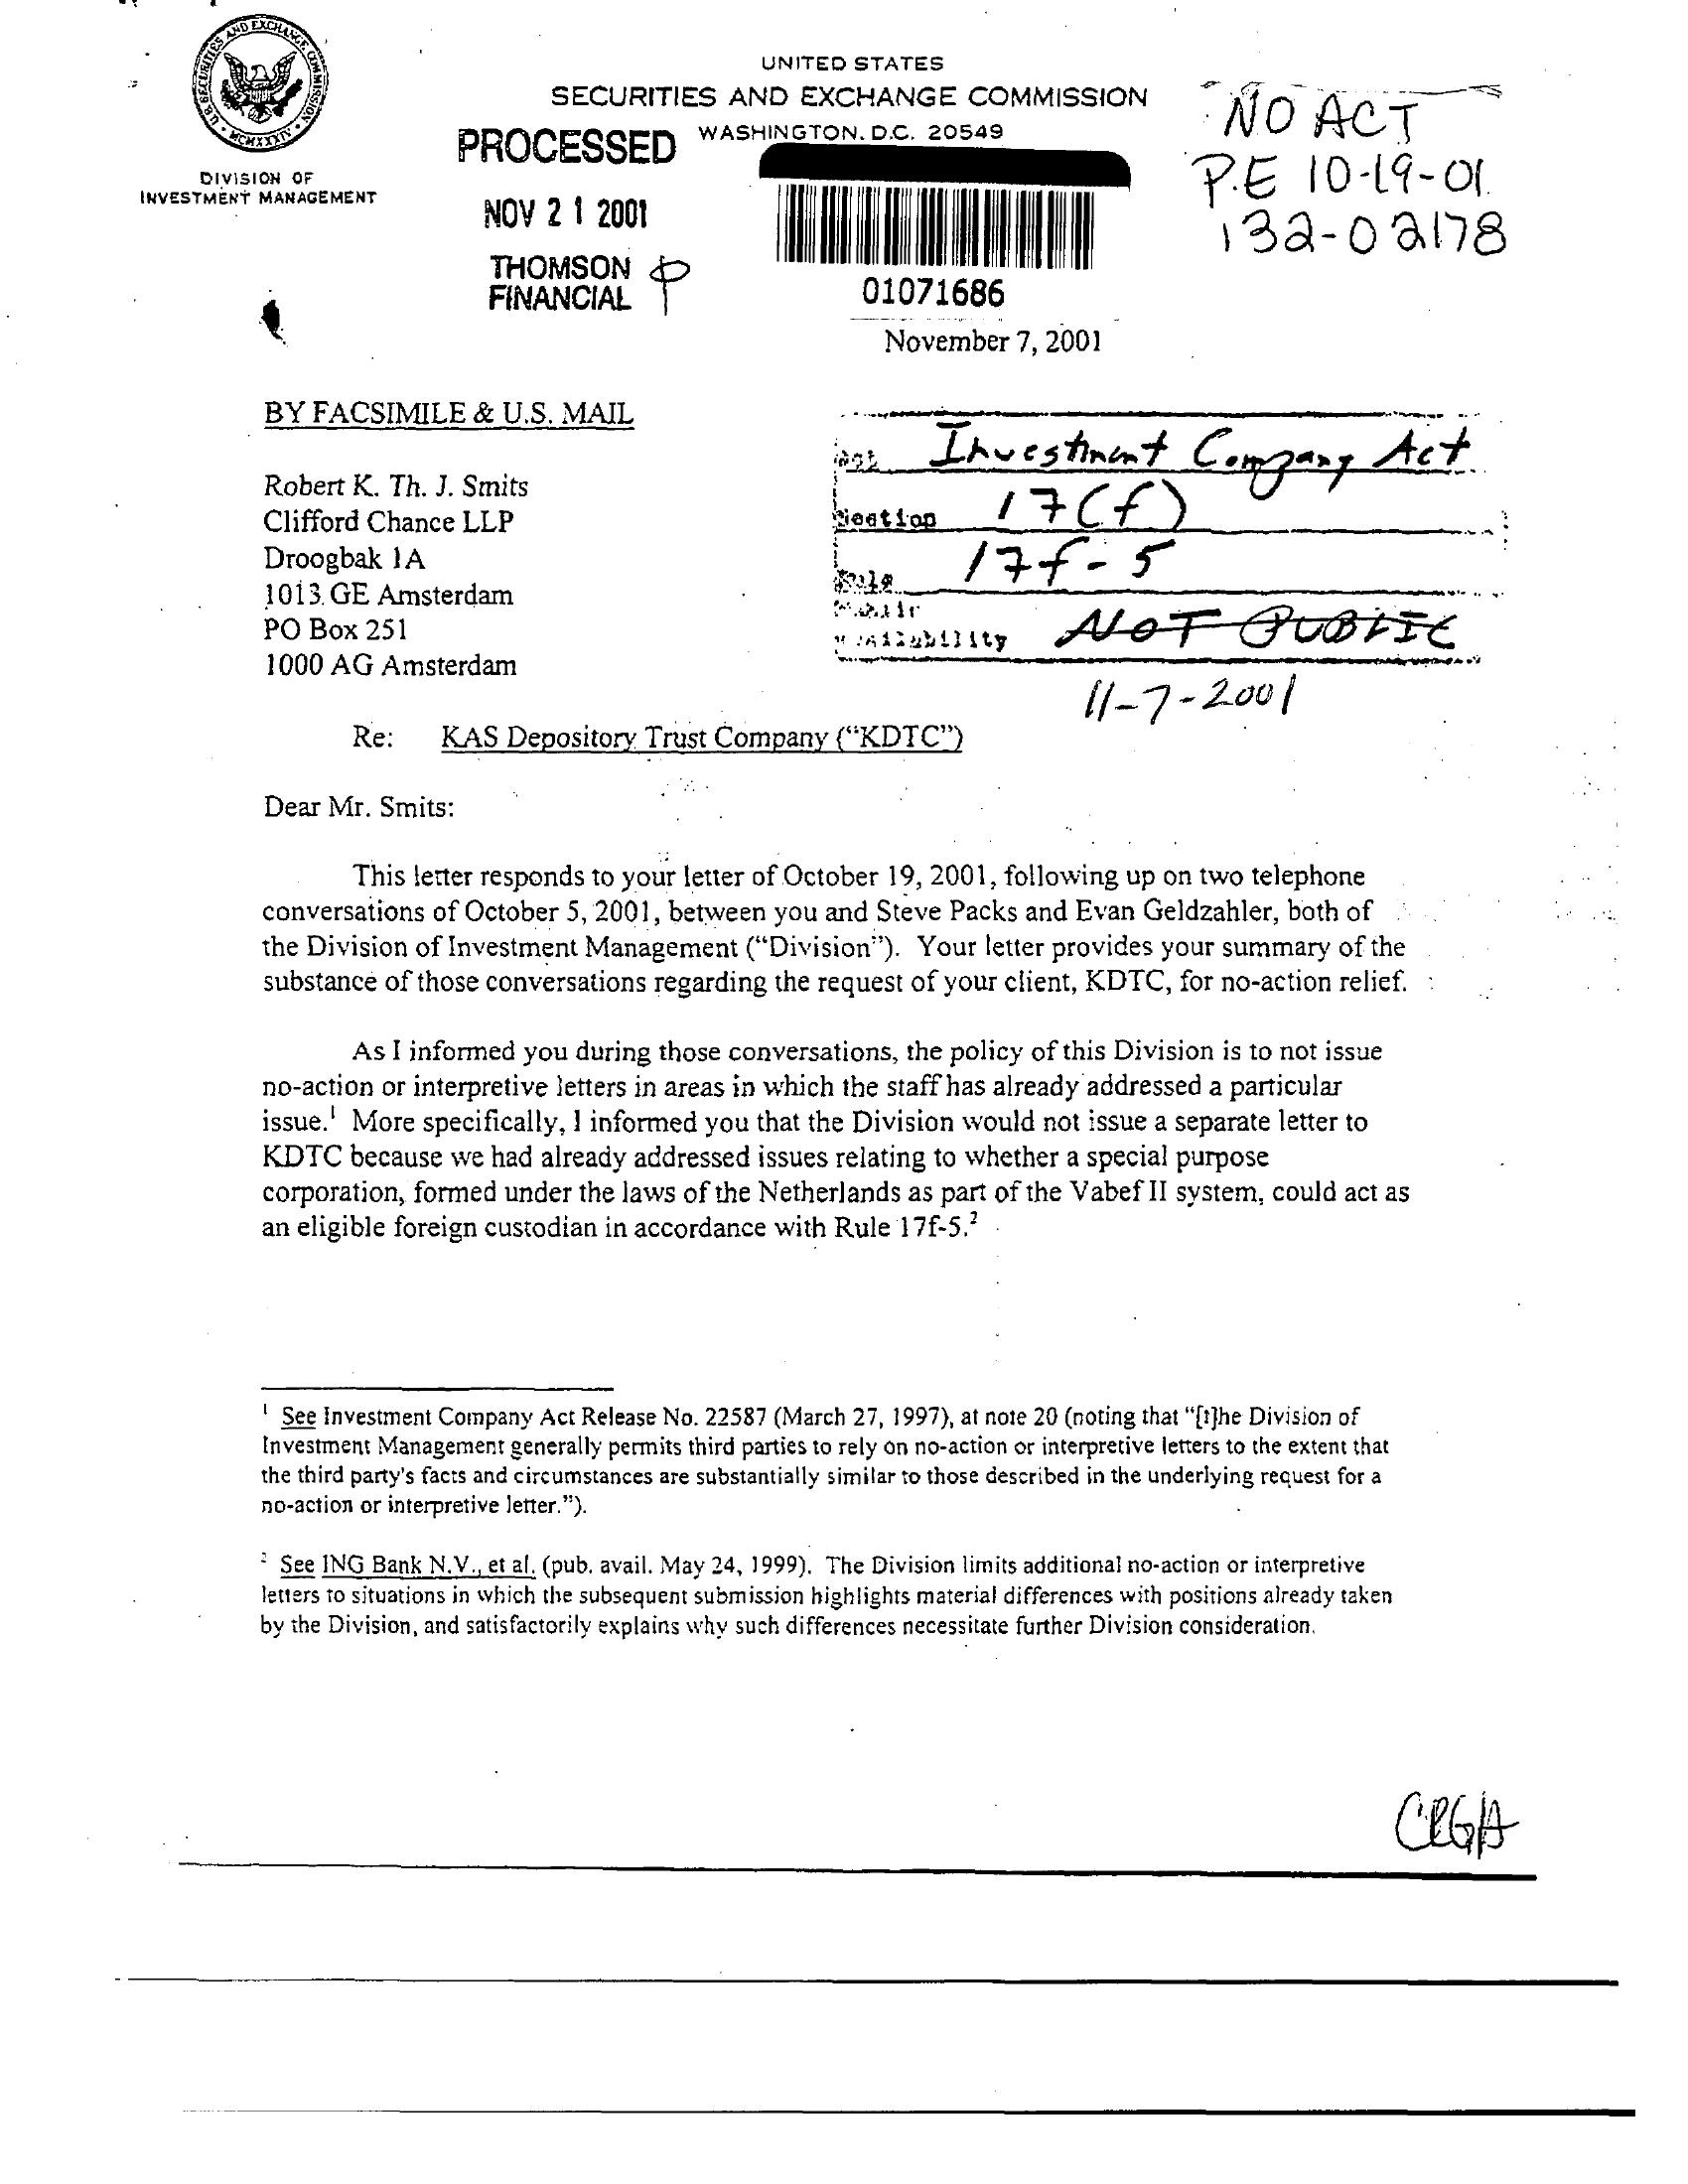 UNITED STATES
SECURITIES AND EXCHANGE COMMISSION
WASHINGTON, D.C. 20549
U.S. SECURITIES AND EXCHANGE COMMISSION
MCMXXXIV
DIVISION OF
INVESTMENT MANAGEMENT
PROCESSED
NOV 2 1 2001
THOMSON
FINANCIAL
01071686
NO ACT
P.E 10-19-01
132-02178
November 7, 2001
BY FACSIMILE & U.S. MAIL
Robert K. Th. J. Smits
Clifford Chance LLP
Droogbak 1A
1013 GE Amsterdam
PO Box 251
1000 AG Amsterdam
Act Investment Company Act
Section 17(f)
Rule 17f-5
Public
Availability NOT PUBLIC
11-7-2001
Re: KAS Depository Trust Company (“KDTC”)
Dear Mr. Smits:
This letter responds to your letter of October 19, 2001, following up on two telephone
conversations of October 5, 2001, between you and Steve Packs and Evan Geldzahler, both of
the Division of Investment Management (“Division”). Your letter provides your summary of the
substance of those conversations regarding the request of your client, KDTC, for no-action relief.
As I informed you during those conversations, the policy of this Division is to not issue
no-action or interpretive letters in areas in which the staff has already addressed a particular
issue.1 More specifically, I informed you that the Division would not issue a separate letter to
KDTC because we had already addressed issues relating to whether a special purpose
corporation, formed under the laws of the Netherlands as part of the Vabef II system, could act as
an eligible foreign custodian in accordance with Rule 17f-5.2
1 See Investment Company Act Release No. 22587 (March 27, 1997), at note 20 (noting that “[t]he Division of
Investment Management generally permits third parties to rely on no-action or interpretive letters to the extent that
the third party's facts and circumstances are substantially similar to those described in the underlying request for a
no-action or interpretive letter.”).
2 See ING Bank N.V., et al. (pub. avail. May 24, 1999). The Division limits additional no-action or interpretive
letters to situations in which the subsequent submission highlights material differences with positions already taken
by the Division, and satisfactorily explains why such differences necessitate further Division consideration.